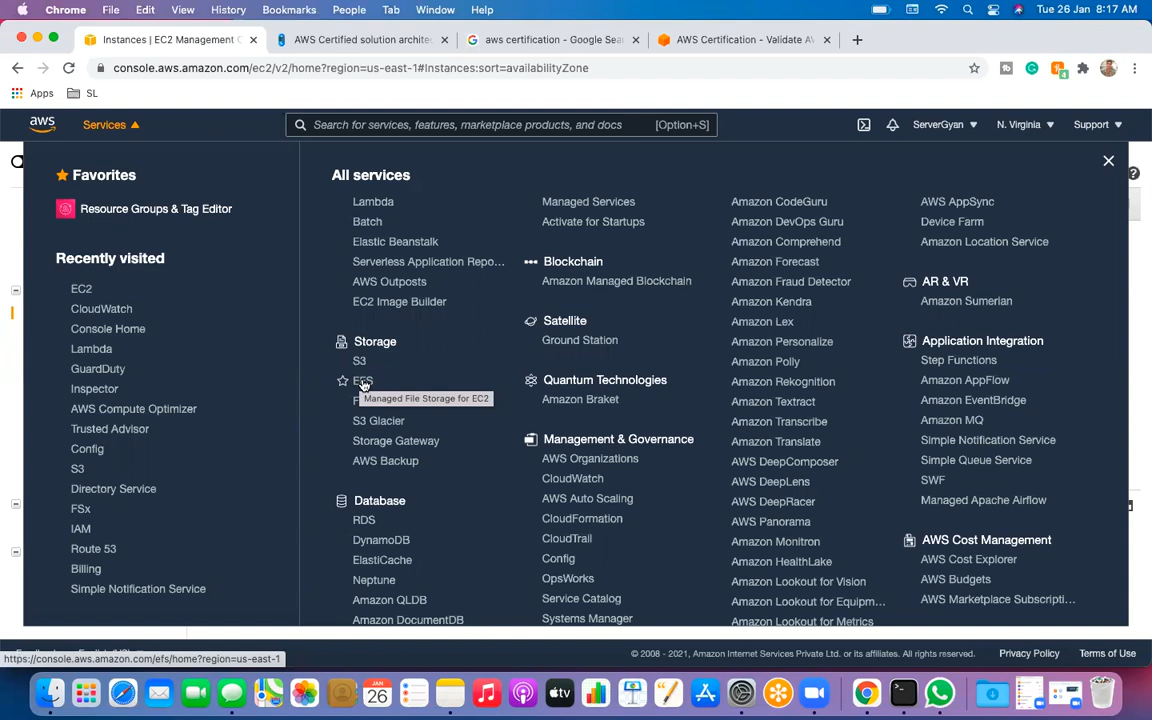 Chrome File Edit View History Bookmarks People Tab Window Help Tue 26 Jan 8:17 AM
Instances | EC2 Management C
AWS Certified solution archite
aws certification - Google Sea
AWS Certification - Validate AW
console.aws.amazon.com/ec2/v2/home?region=us-east-1#Instances:sort=availabilityZone
4
Apps SL
aws Services Search for services, features, marketplace products, and docs [Option+S] ServerGyan N. Virginia Support
Favorites
Resource Groups & Tag Editor
Recently visited
EC2
CloudWatch
Console Home
Lambda
GuardDuty
Inspector
AWS Compute Optimizer
Trusted Advisor
Config
S3
Directory Service
FSx
IAM
Route 53
Billing
Simple Notification Service
All services
Lambda
Batch
Elastic Beanstalk
Serverless Application Repo...
AWS Outposts
EC2 Image Builder
Storage
S3
EFS
Managed File Storage for EC2
S3 Glacier
Storage Gateway
AWS Backup
Database
RDS
DynamoDB
ElastiCache
Neptune
Amazon QLDB
Amazon DocumentDB
Managed Services
Activate for Startups
Blockchain
Amazon Managed Blockchain
Satellite
Ground Station
Quantum Technologies
Amazon Braket
Management & Governance
AWS Organizations
CloudWatch
AWS Auto Scaling
CloudFormation
CloudTrail
Config
OpsWorks
Service Catalog
Systems Manager
Amazon CodeGuru
Amazon DevOps Guru
Amazon Comprehend
Amazon Forecast
Amazon Fraud Detector
Amazon Kendra
Amazon Lex
Amazon Personalize
Amazon Polly
Amazon Rekognition
Amazon Textract
Amazon Transcribe
Amazon Translate
AWS DeepComposer
AWS DeepLens
AWS DeepRacer
AWS Panorama
Amazon Monitron
Amazon HealthLake
Amazon Lookout for Vision
Amazon Lookout for Equipm...
Amazon Lookout for Metrics
AWS AppSync
Device Farm
Amazon Location Service
AR & VR
Amazon Sumerian
Application Integration
Step Functions
Amazon AppFlow
Amazon EventBridge
Amazon MQ
Simple Notification Service
Simple Queue Service
SWF
Managed Apache Airflow
AWS Cost Management
AWS Cost Explorer
AWS Budgets
AWS Marketplace Subscripti...
© 2008 - 2021, Amazon Internet Services Private Ltd. or its affiliates. All rights reserved. Privacy Policy Terms of Use
https://console.aws.amazon.com/efs/home?region=us-east-1
JAN
26
tv